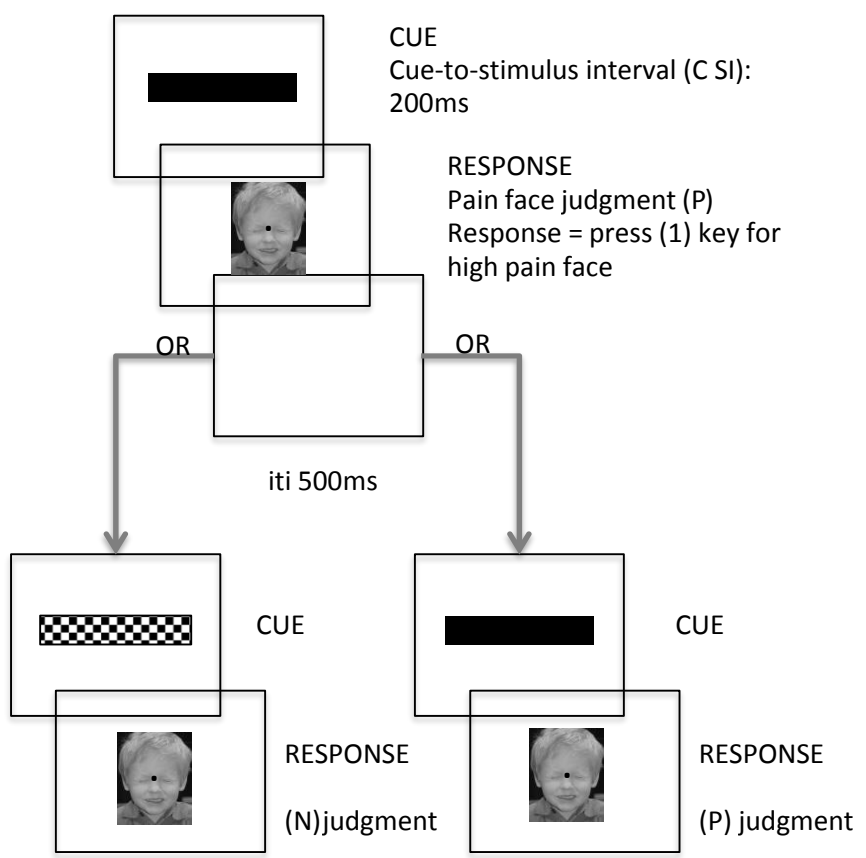 CUE
Cue-to-stimulus interval (C SI):
200ms
RESPONSE
Pain face judgment (P)
Response = press (1) key for
high pain face
OR
OR
iti 500ms
CUE
CUE
RESPONSE
(N)judgment
RESPONSE
(P) judgment